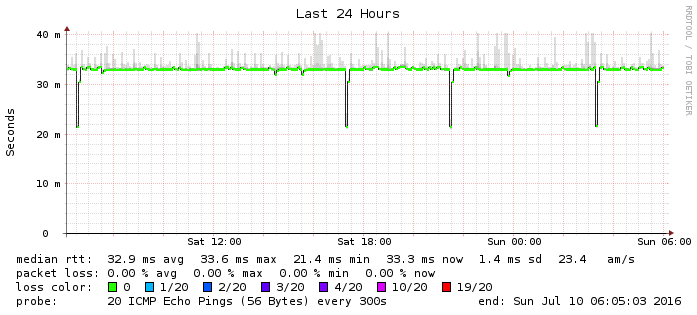 Last 24 Hours
RRDTOOL / TOBI OETIKER
Seconds
40 m
30 m
20 m
10 m
0
Sat 12:00 Sat 18:00 Sun 00:00 Sun 06:00
median rtt: 32.9 ms avg 33.6 ms max 21.4 ms min 33.3 ms now 1.4 ms sd 23.4 am/s
packet loss: 0.00 % avg 0.00 % max 0.00 % min 0.00 % now
loss color: 0 1/20 2/20 3/20 4/20 10/20 19/20
probe: 20 ICMP Echo Pings (56 Bytes) every 300s end: Sun Jul 10 06:05:03 2016